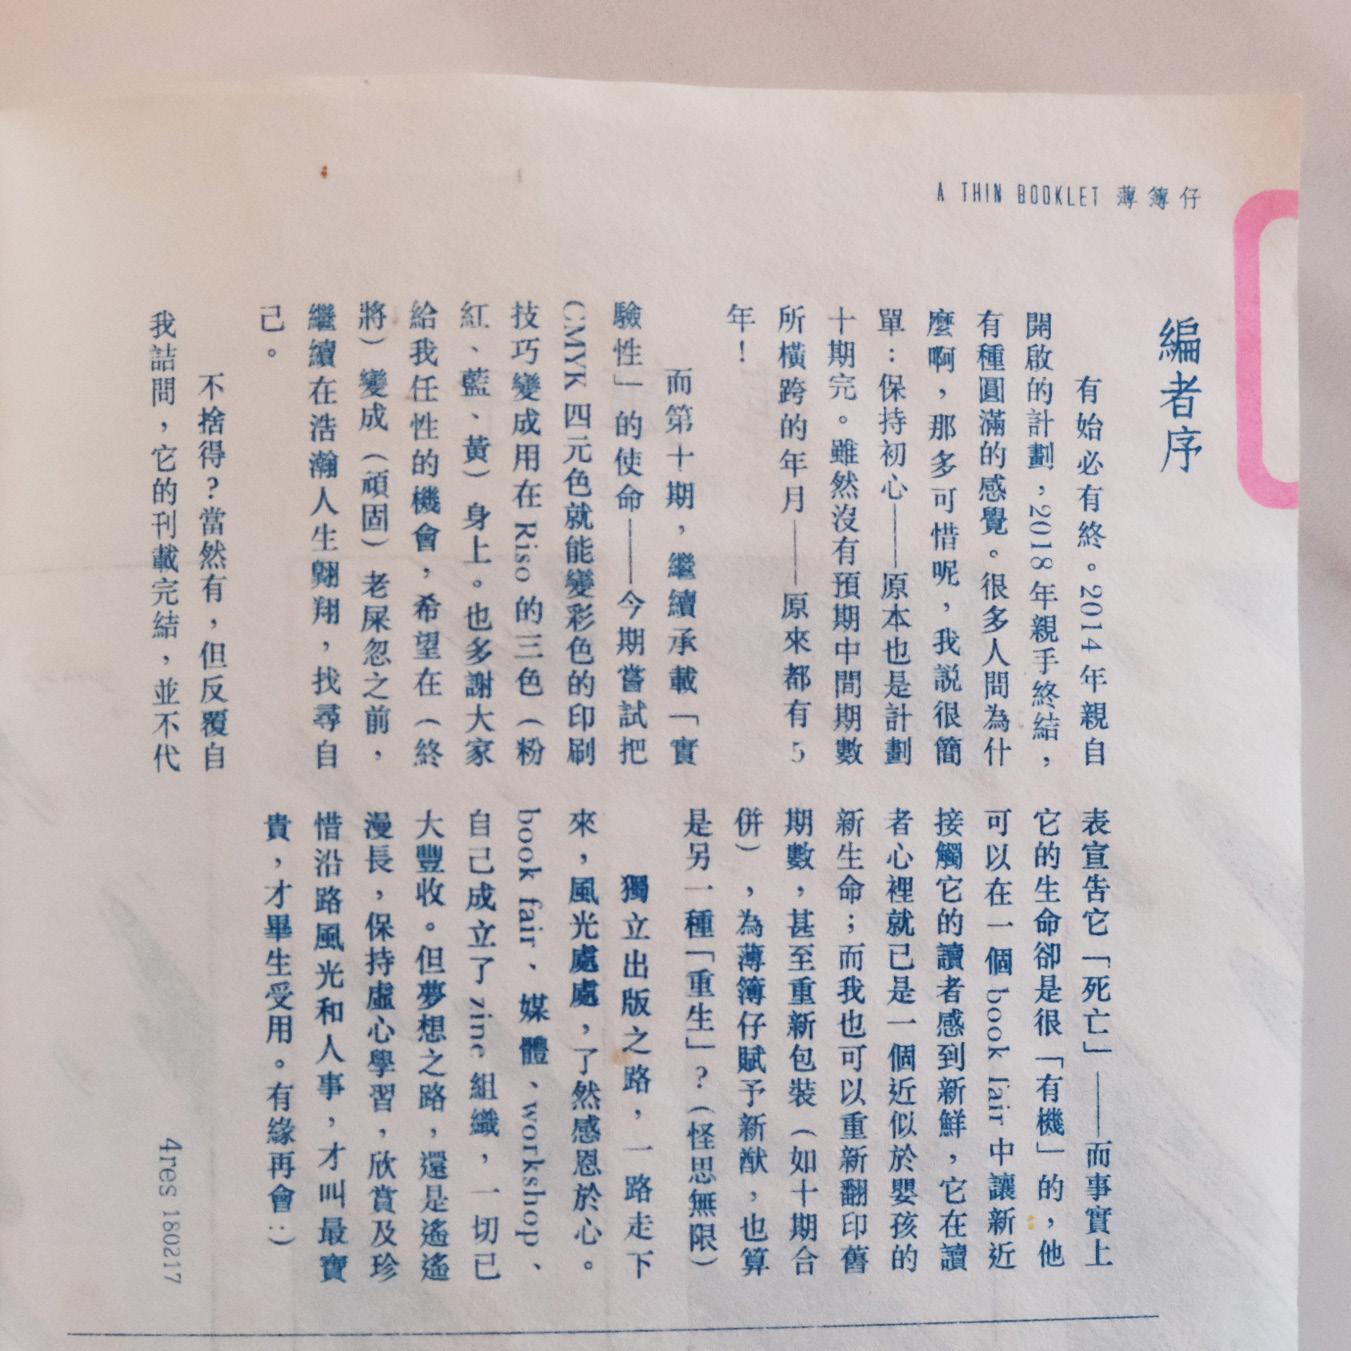 A THIN BOOKLET 薄簿仔
編者序
有始必有終。2014年親自
開啟的計劃，2018年親手終結，
有種圓滿的感覺。很多人問為什
麼啊，那多可惜呢，我說很簡
單：保持初心——原本也是計劃
十期完。雖然沒有預期中間期數
所橫跨的年月——原來都有5
年！
而第十期，繼續承載「實
驗性」的使命——今期嘗試把
CMYK四元色就能變彩色的印刷
技巧變成用在Riso的三色（粉
紅、藍、黃）身上。也多謝大家
給我任性的機會，希望在（終
將）變成（頑固）老屎忽之前，
繼續在浩瀚人生翺翔，找尋自
己。
不捨得？當然有，但反覆自
我詰問，它的刊載完結，並不代
表宣告它「死亡」——而事實上
它的生命卻是很「有機」的，他
可以在一個book fair中讓新近
接觸它的讀者感到新鮮，它在讀
者心裡就已是一個近似於嬰孩的
新生命；而我也可以重新翻印舊
期數，甚至重新包裝（如十期合
併），為薄簿仔賦予新猷，也算
是另一種「重生」？（怪思無限）
獨立出版之路，一路走下
來，風光處處，了然感恩於心。
book fair、媒體、workshop、
自己成立了zine組織，一切已
大豐收。但夢想之路，還是遙遙
漫長，保持虛心學習，欣賞及珍
惜沿路風光和人事，才叫最寶
貴，才畢生受用。有緣再會:)
4res 180217